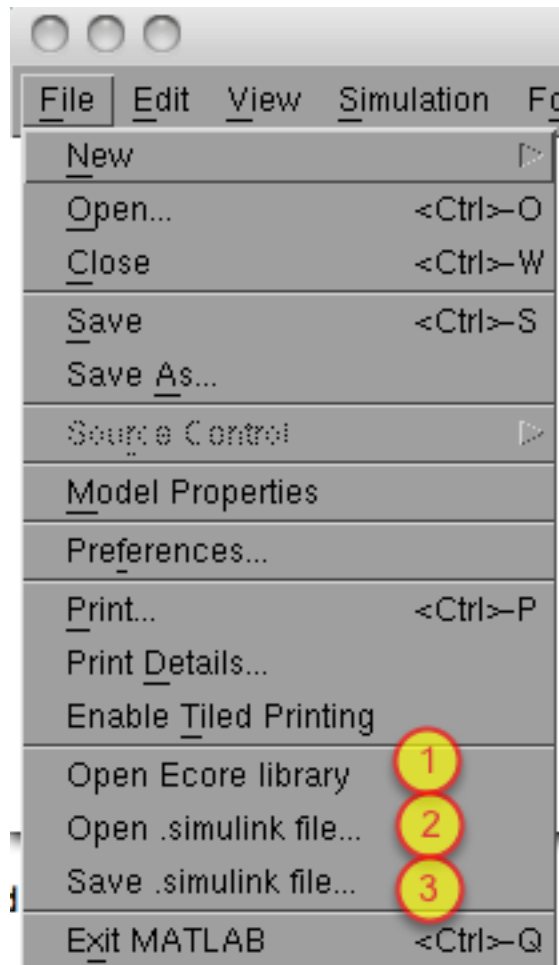 File Edit View Simulation Fo
New
Open... <Ctrl>-O
Close <Ctrl>-W
Save <Ctrl>-S
Save As...
Source Control
Model Properties
Preferences...
Print... <Ctrl>-P
Print Details...
Enable Tiled Printing
Open Ecore library 1
Open .simulink file... 2
Save .simulink file... 3
Exit MATLAB <Ctrl>-Q